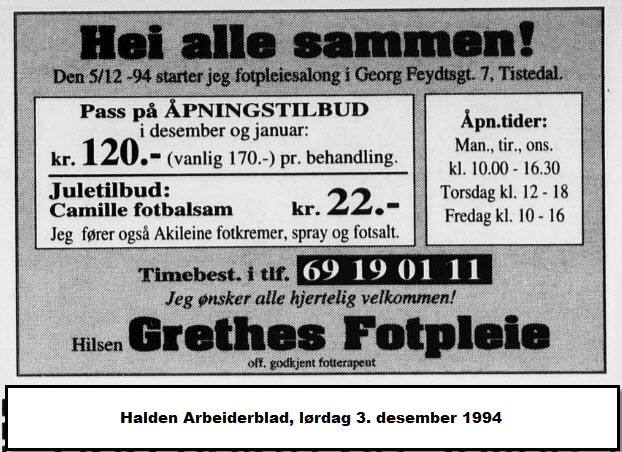 Hei alle sammen!
Den 5/12 -94 starter jeg fotpleiesalong i Georg Feydtsgt. 7, Tistedal.
Pass på ÅPNINGSTILBUD
i desember og januar:
kr. 120.- (vanlig 170.-) pr. behandling.
Juletilbud:
Camille fotbalsam kr. 22.-
Jeg fører også Akileine fotkremer, spray og fotsalt.
Åpn.tider:
Man., tir., ons.
kl. 10.00 - 16.30
Torsdag kl. 12 - 18
Fredag kl. 10 - 16
Timebest. i tlf. 69 19 01 11
Jeg ønsker alle hjertelig velkommen!
Hilsen Grethes Fotpleie
off. godkjent fotterapeut
Halden Arbeiderblad, lørdag 3. desember 1994